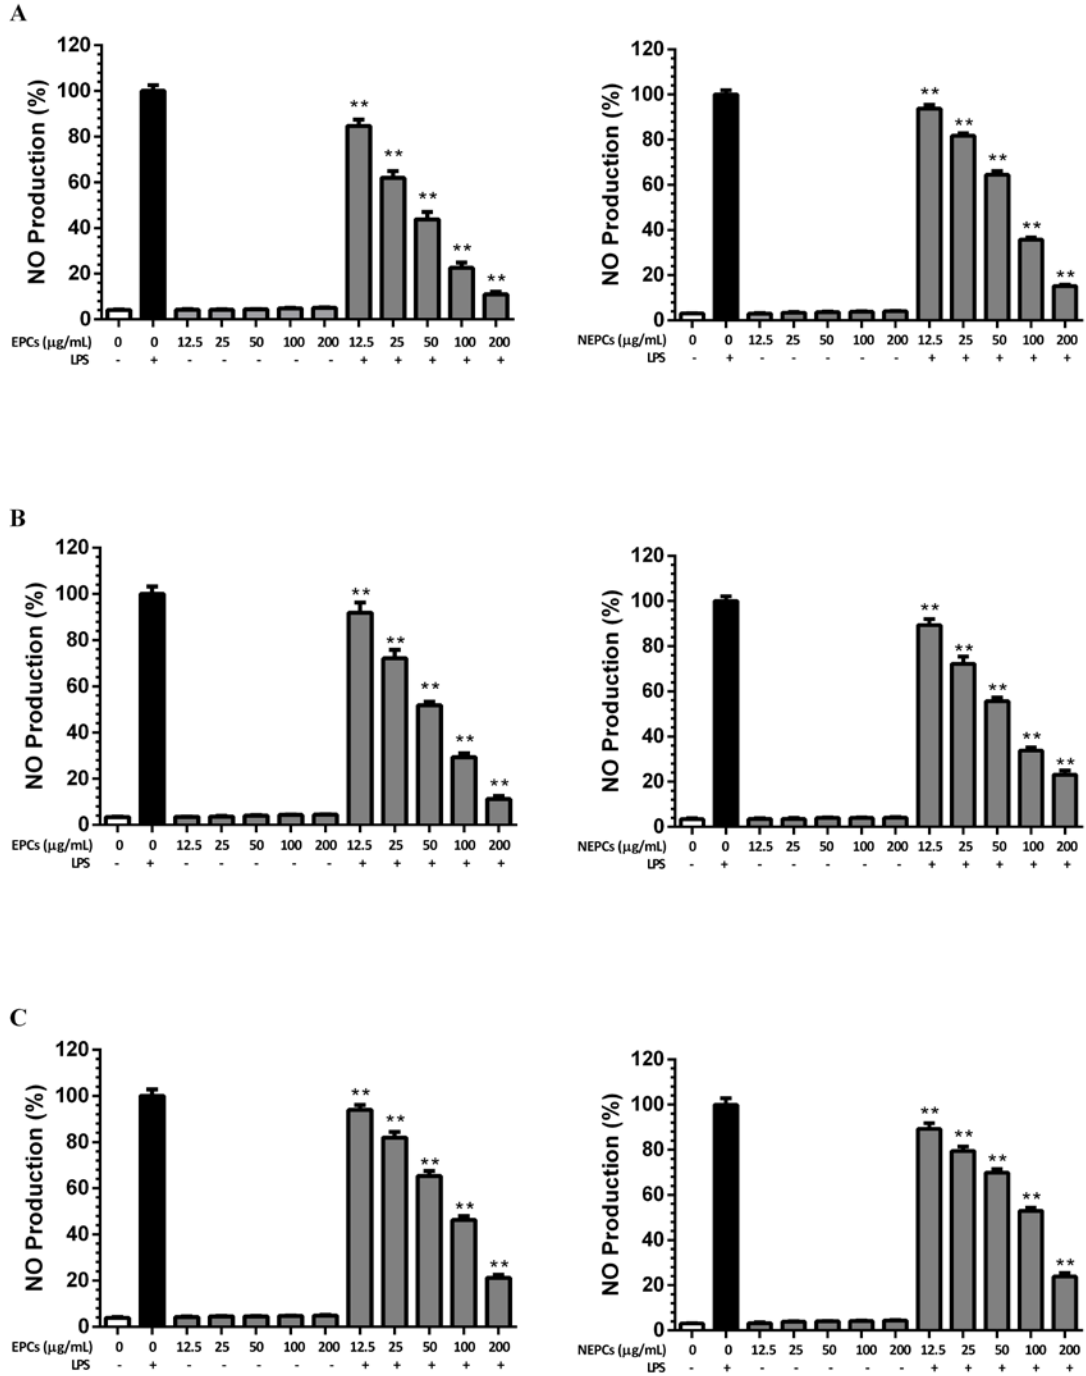 A
NO Production (%)
120
100
80
60
40
20
0
** ** ** ** **
EPCs (μg/mL) 0 0 12.5 25 50 100 200 12.5 25 50 100 200
LPS - + - - - - - + + + + +
NO Production (%)
120
100
80
60
40
20
0
** ** ** ** **
NEPCs (μg/mL) 0 0 12.5 25 50 100 200 12.5 25 50 100 200
LPS - + - - - - - + + + + +
B
NO Production (%)
120
100
80
60
40
20
0
** ** ** ** **
EPCs (μg/mL) 0 0 12.5 25 50 100 200 12.5 25 50 100 200
LPS - + - - - - - + + + + +
NO Production (%)
120
100
80
60
40
20
0
** ** ** ** **
NEPCs (μg/mL) 0 0 12.5 25 50 100 200 12.5 25 50 100 200
LPS - + - - - - - + + + + +
C
NO Production (%)
120
100
80
60
40
20
0
** ** ** ** **
EPCs (μg/mL) 0 0 12.5 25 50 100 200 12.5 25 50 100 200
LPS - + - - - - - + + + + +
NO Production (%)
120
100
80
60
40
20
0
** ** ** ** **
NEPCs (μg/mL) 0 0 12.5 25 50 100 200 12.5 25 50 100 200
LPS - + - - - - - + + + + +